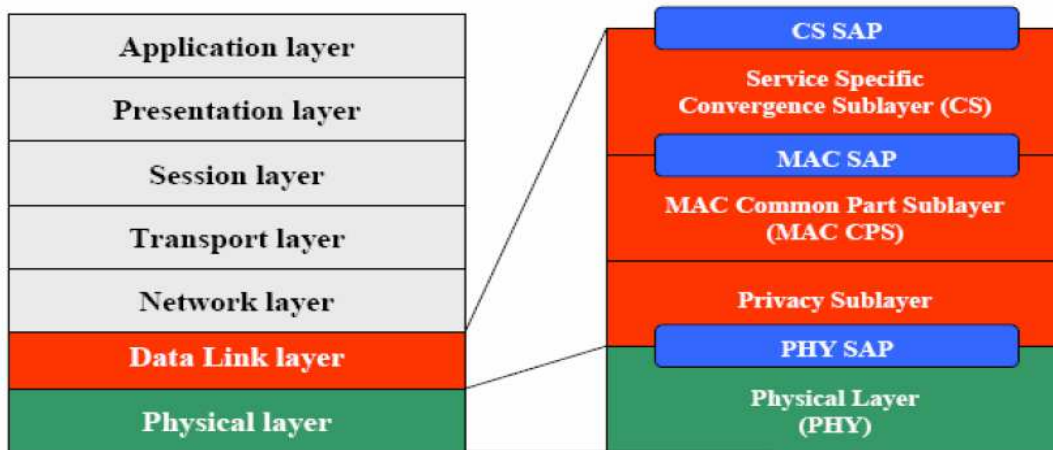 Application layer
Presentation layer
Session layer
Transport layer
Network layer
Data Link layer
Physical layer
CS SAP
Service Specific
Convergence Sublayer (CS)
MAC SAP
MAC Common Part Sublayer
(MAC CPS)
Privacy Sublayer
PHY SAP
Physical Layer
(PHY)